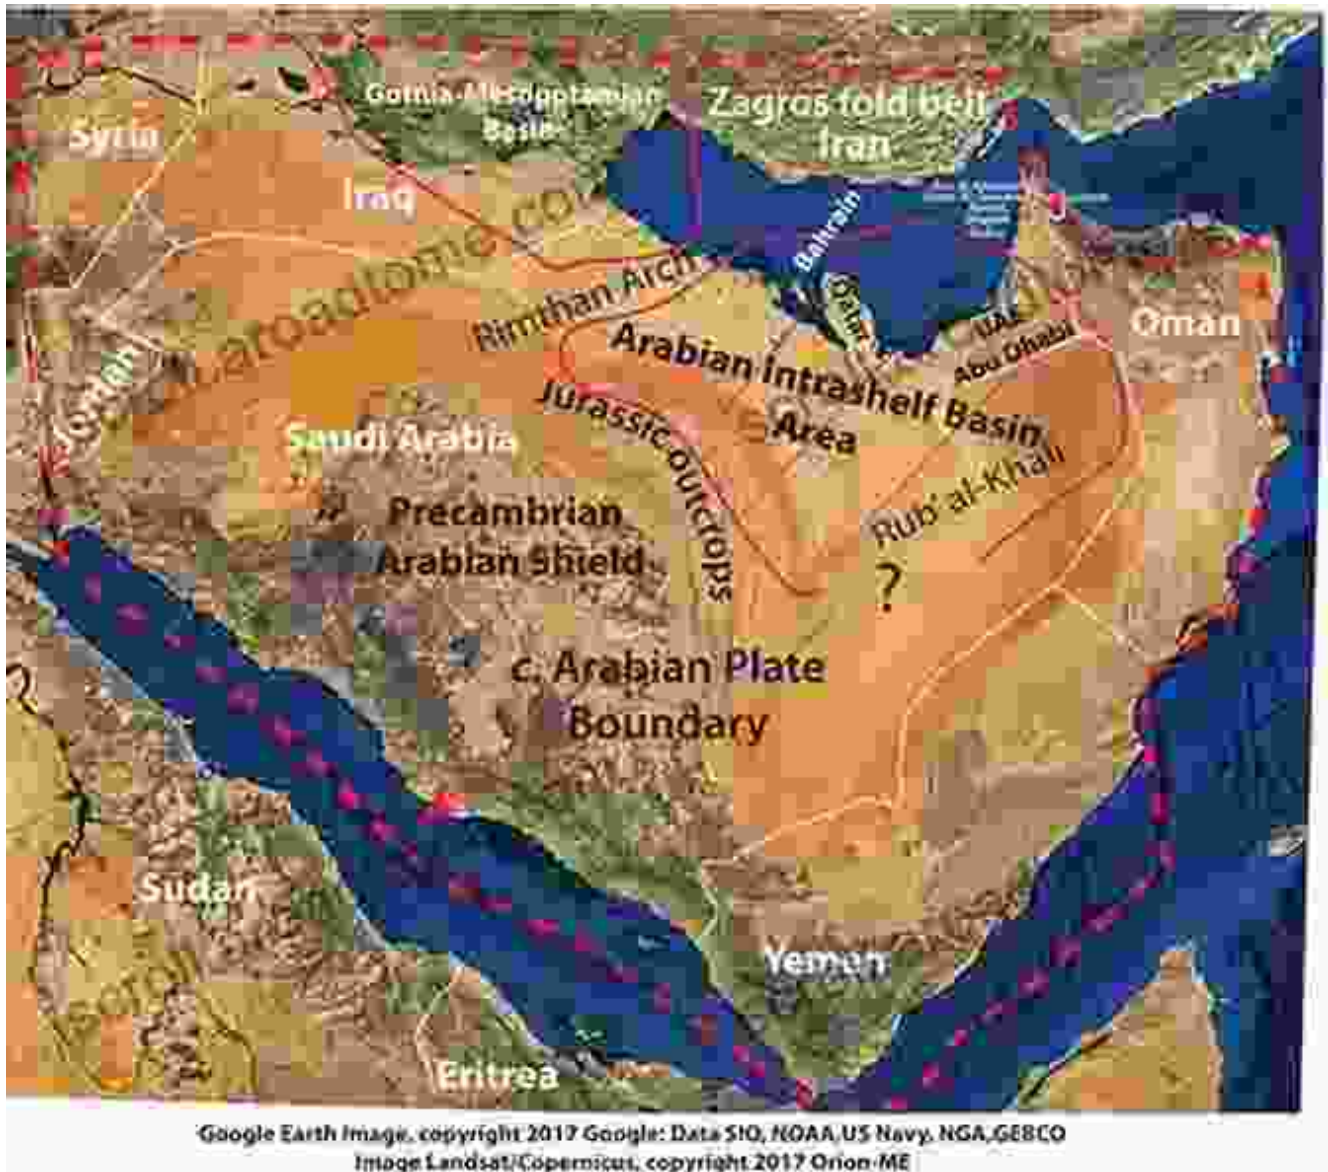 Gotnia-Mesopotamian
Basin
Zagros fold belt
Iran
Syria
Iraq
Bahrain
Qatar
Rimthan Arch
Jordan
Arabian Intrashelf Basin
Area
UAE
Abu Dhabi
Oman
Jurassic outcrops
Saudi Arabia
Rub' al-Khali
Precambrian
Arabian Shield
?
c. Arabian Plate
Boundary
Sudan
Yemen
Eritrea
Google Earth Image, copyright 2017 Google: Data SIO, NOAA,US Navy, NGA,GEBCO
Image Landsat/Copernicus, copyright 2017 Orion-ME